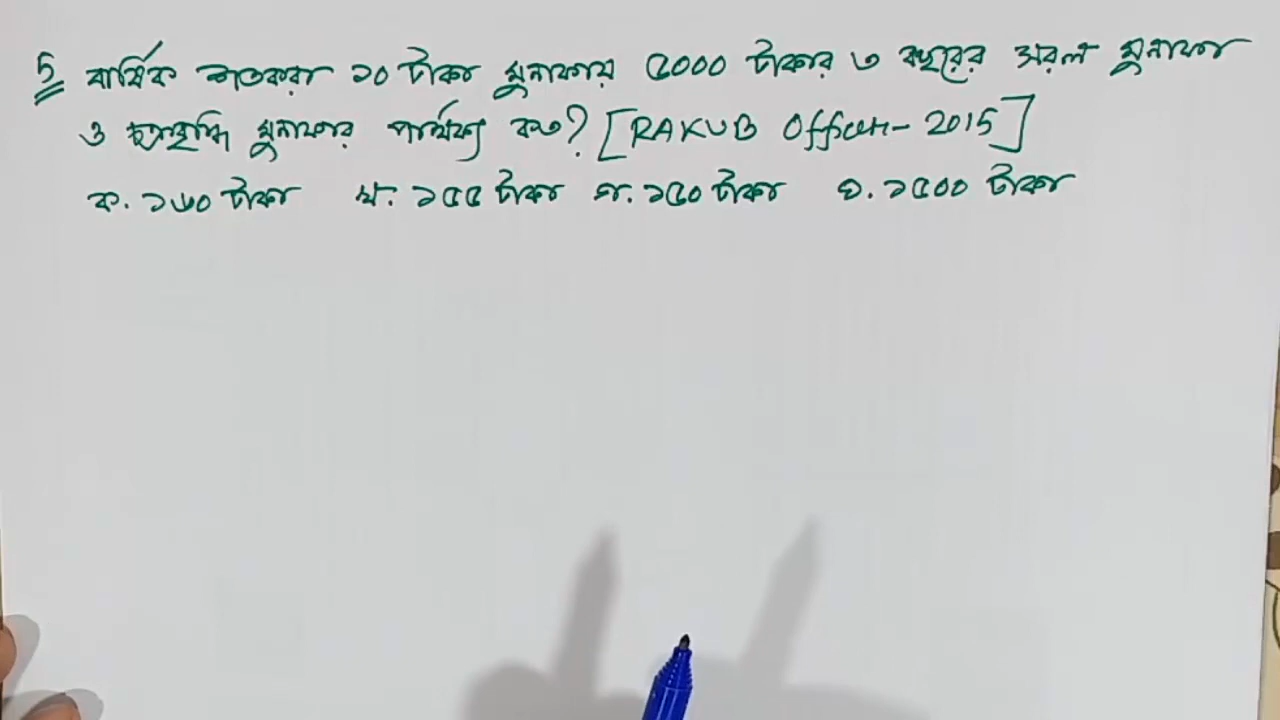 5 বার্ষিক শতকরা ১০ টাকা মুনাফায় ৫০০০ টাকার ৩ বছরের সরল মুনাফা
ও চক্রবৃদ্ধি মুনাফার পার্থক্য কত? [RAKUB Officer-2015]
ক. ১৬০ টাকা খ. ১৫৫ টাকা গ. ১৫০ টাকা ঘ. ১৫০০ টাকা